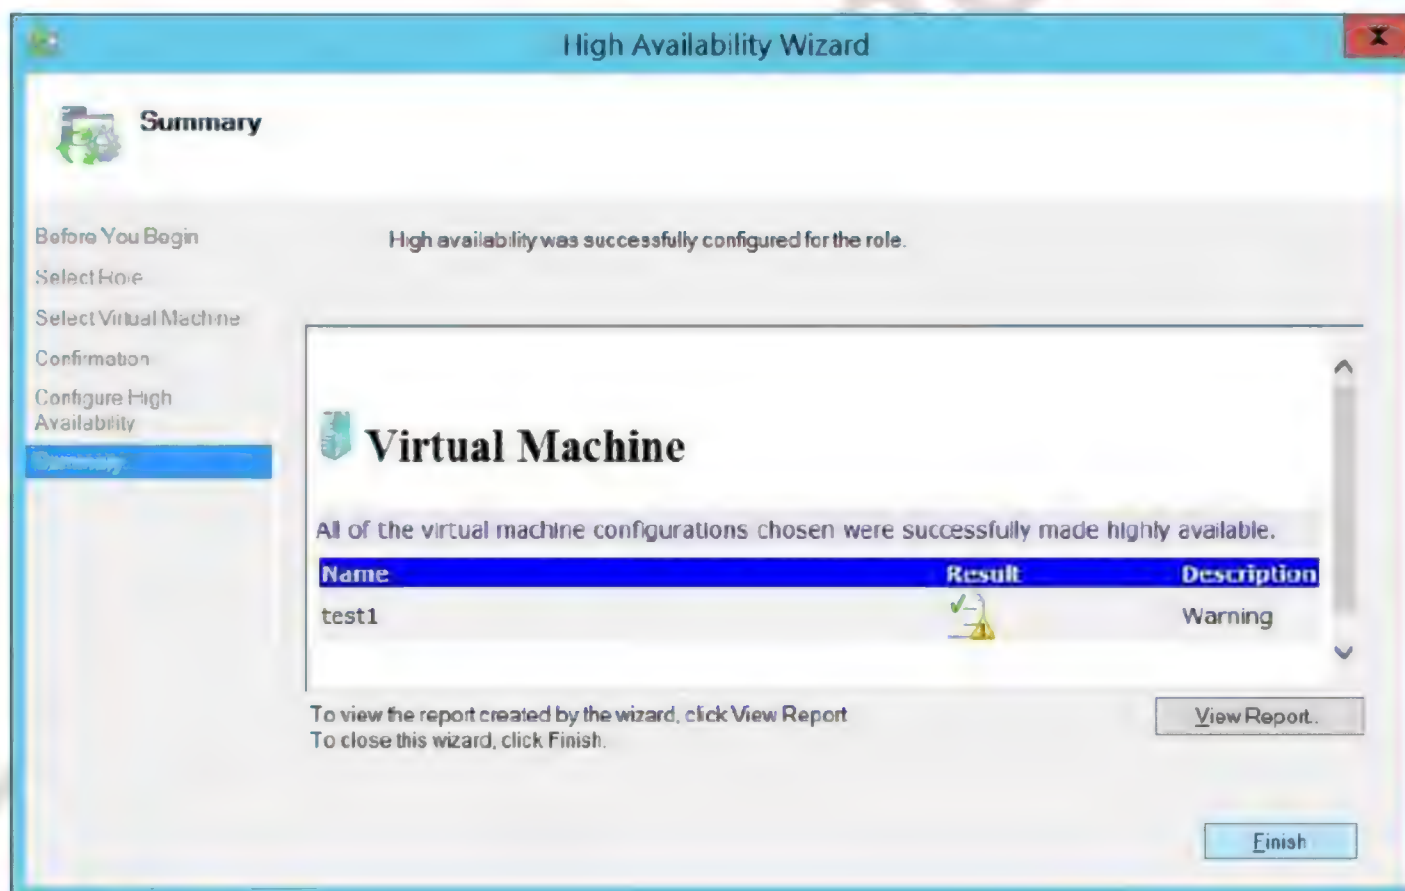 High Availability Wizard
Summary
Before You Begin
Select Role
Select Virtual Machine
Confirmation
Configure High
Availability
Summary
High availability was successfully configured for the role.
Virtual Machine
All of the virtual machine configurations chosen were successfully made highly available.
Name Result Description
test1 Warning
To view the report created by the wizard, click View Report
To close this wizard, click Finish.
View Report..
Finish